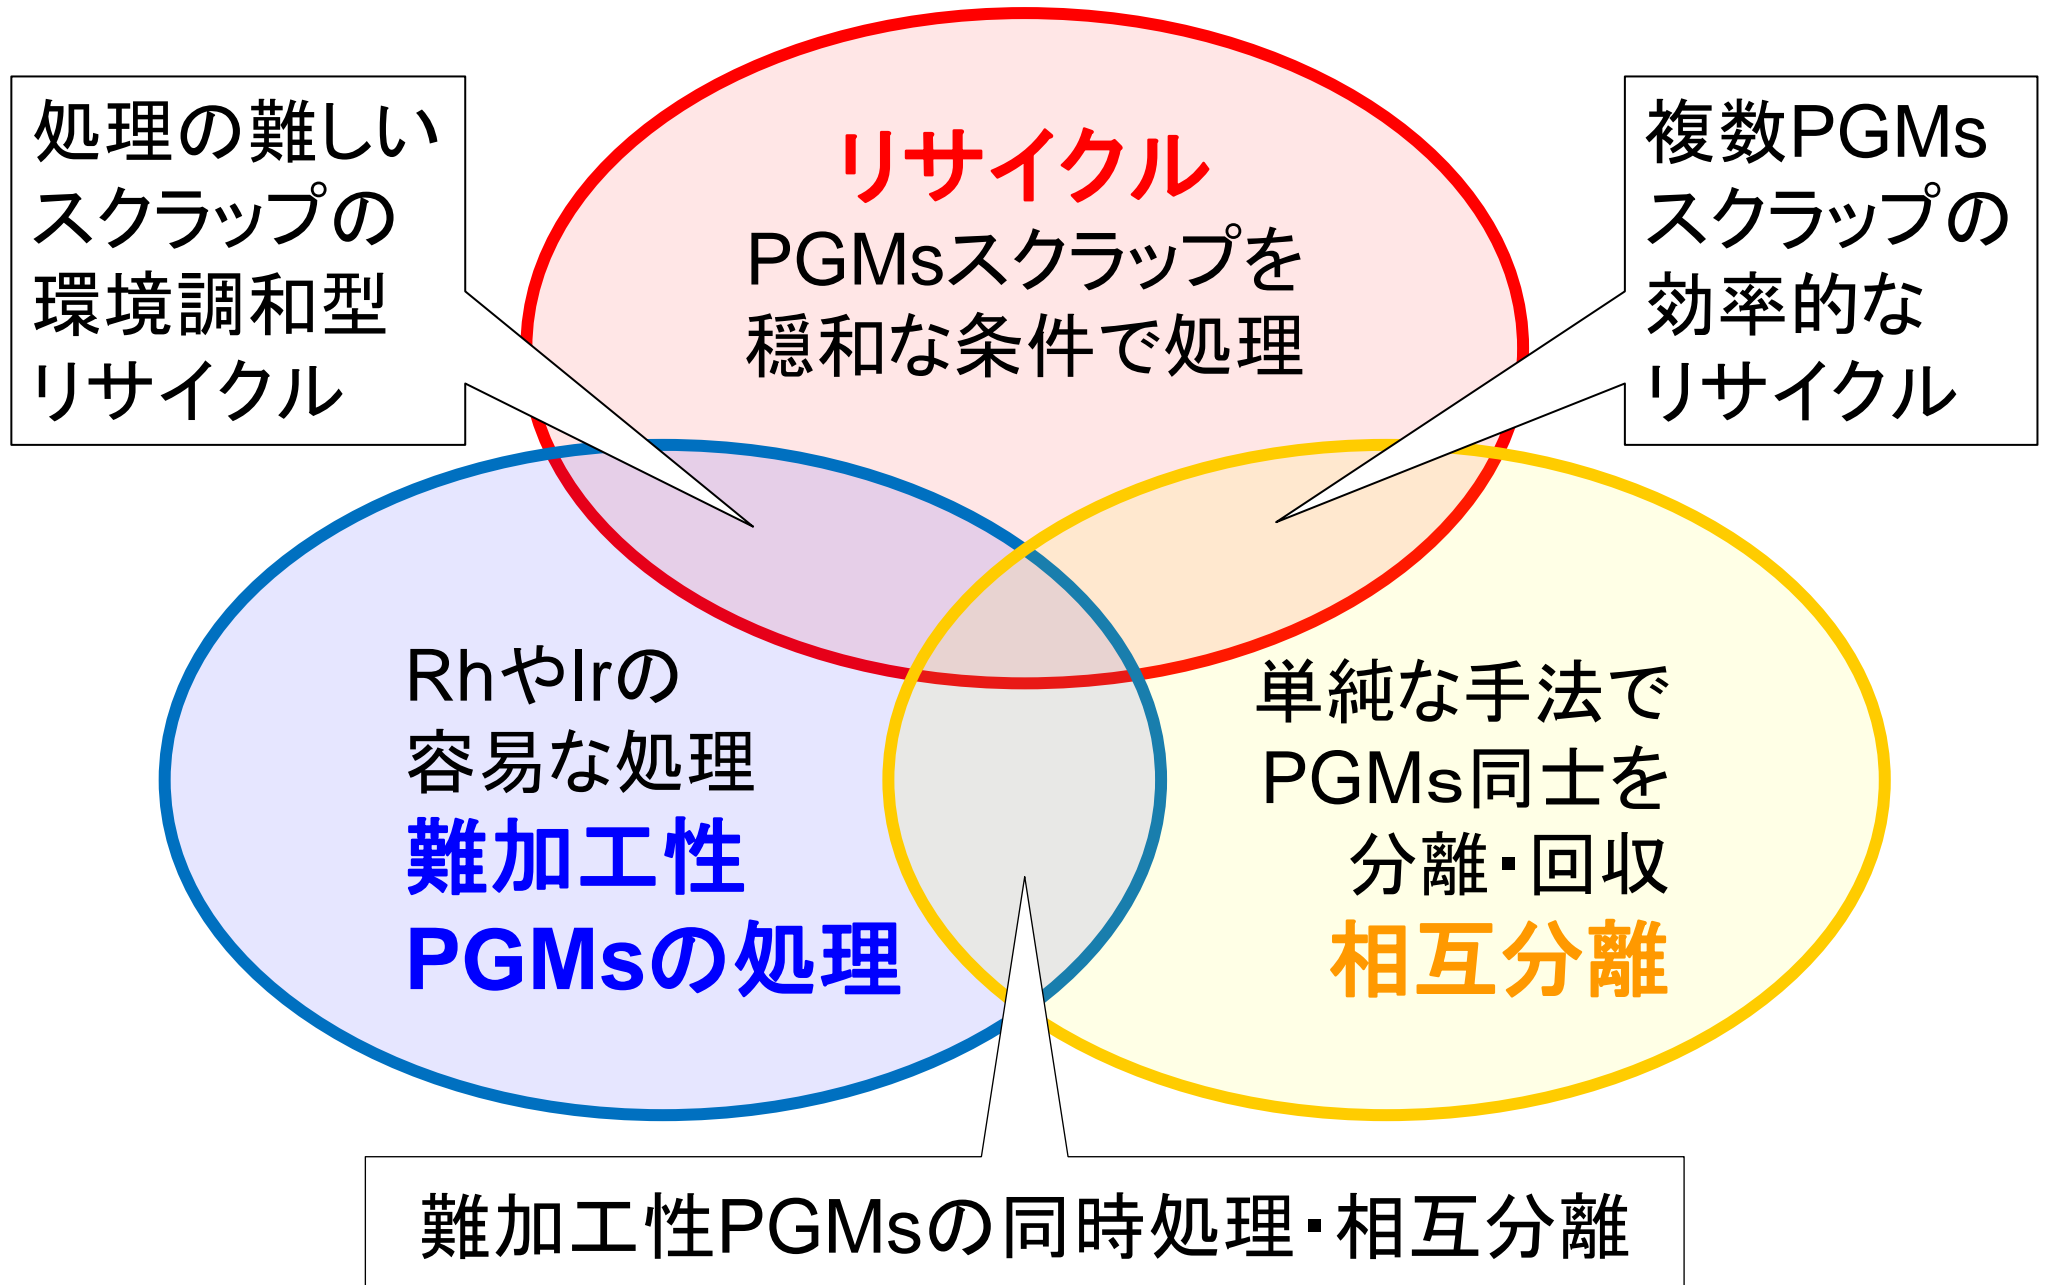 処理の難しい
スクラップの
環境調和型
リサイクル
リサイクル
PGMsスクラップを
穏和な条件で処理
複数PGMs
スクラップの
効率的な
リサイクル
RhやIrの
容易な処理
難加工性
PGMsの処理
単純な手法で
PGMs同士を
分離・回収
相互分離
難加工性PGMsの同時処理・相互分離